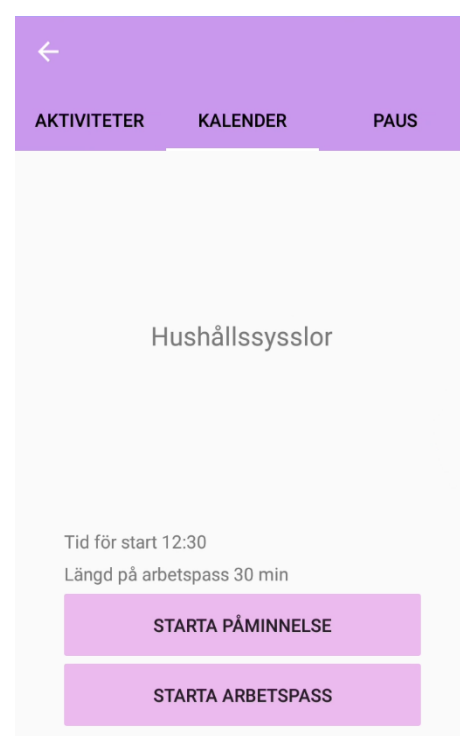 AKTIVITETER KALENDER PAUS
Hushållssysslor
Tid för start 12:30
Längd på arbetspass 30 min
STARTA PÅMINNELSE
STARTA ARBETSPASS